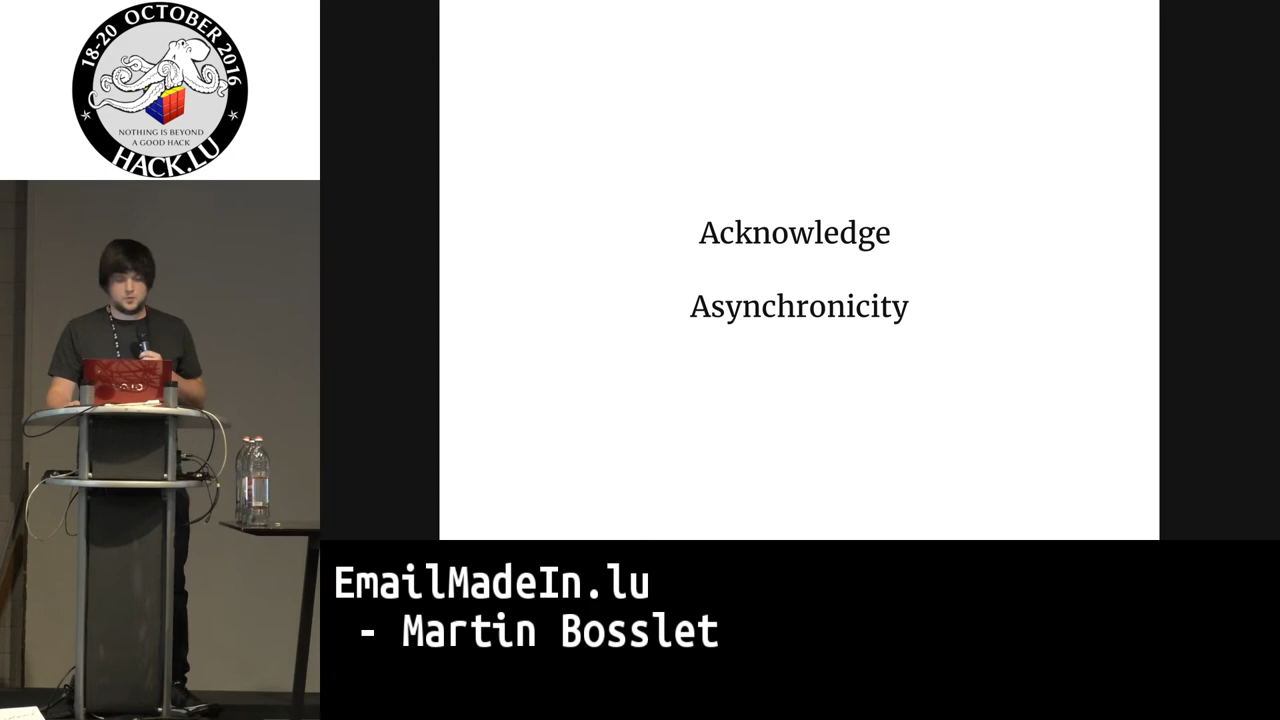 18-20 OCTOBER 2016
NOTHING IS BEYOND
A GOOD HACK
HACK.LU
Acknowledge
Asynchronicity
EmailMadeIn.lu
- Martin Bosslet